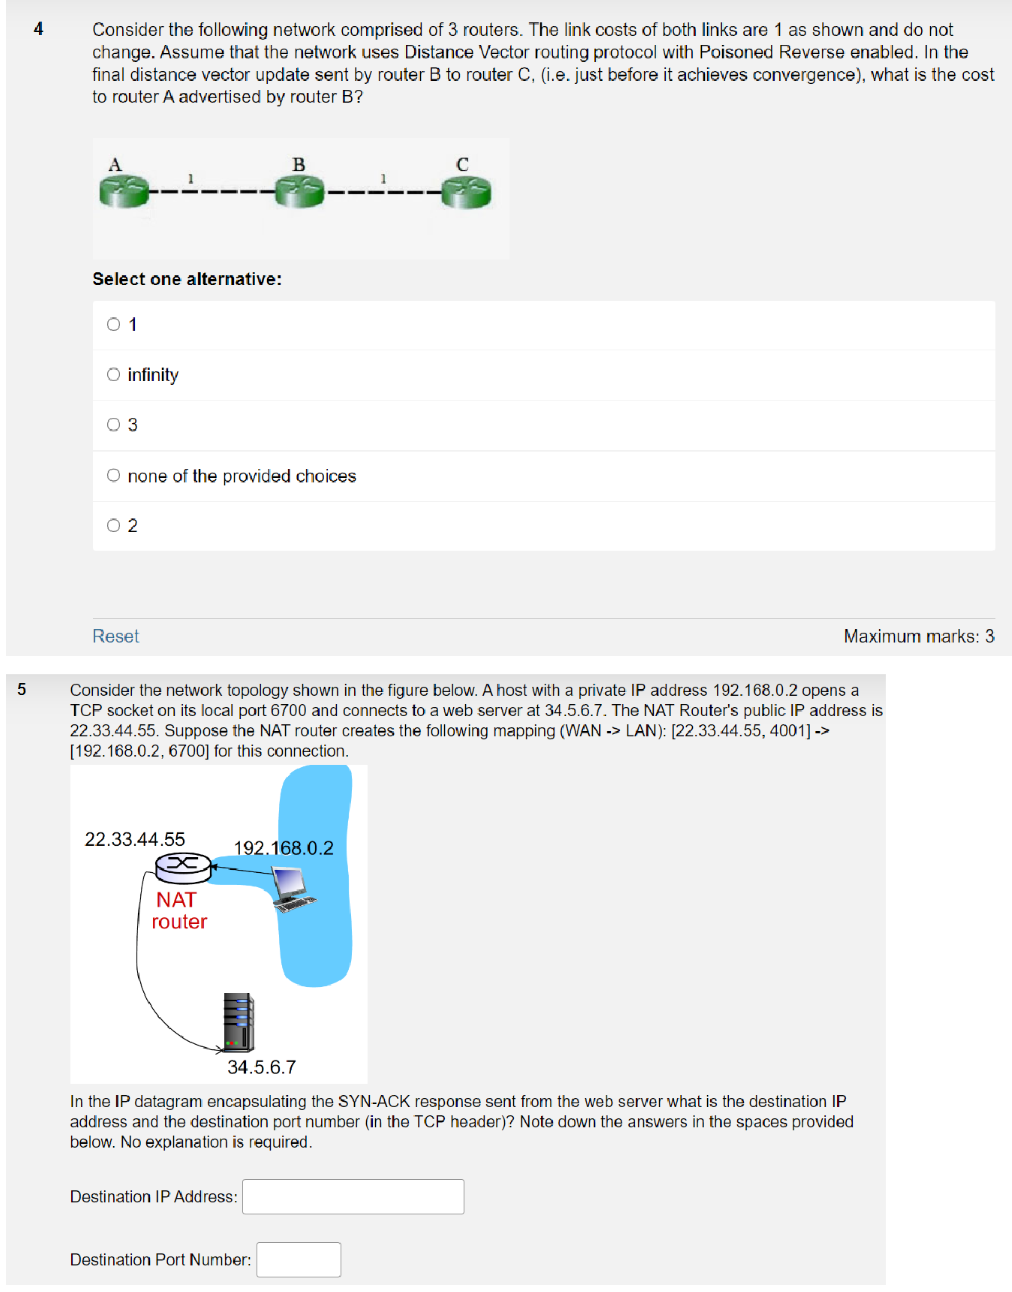 4
Consider the following network comprised of 3 routers. The link costs of both links are 1 as shown and do not
change. Assume that the network uses Distance Vector routing protocol with Poisoned Reverse enabled. In the
final distance vector update sent by router B to router C, (i.e. just before it achieves convergence), what is the cost
to router A advertised by router B?
A B C
1 1
Select one alternative:
1
infinity
3
none of the provided choices
2
Reset Maximum marks: 3
5
Consider the network topology shown in the figure below. A host with a private IP address 192.168.0.2 opens a
TCP socket on its local port 6700 and connects to a web server at 34.5.6.7. The NAT Router's public IP address is
22.33.44.55. Suppose the NAT router creates the following mapping (WAN -> LAN): [22.33.44.55, 4001] ->
[192.168.0.2, 6700] for this connection.
22.33.44.55
192.168.0.2
NAT
router
34.5.6.7
In the IP datagram encapsulating the SYN-ACK response sent from the web server what is the destination IP
address and the destination port number (in the TCP header)? Note down the answers in the spaces provided
below. No explanation is required.
Destination IP Address:
Destination Port Number: